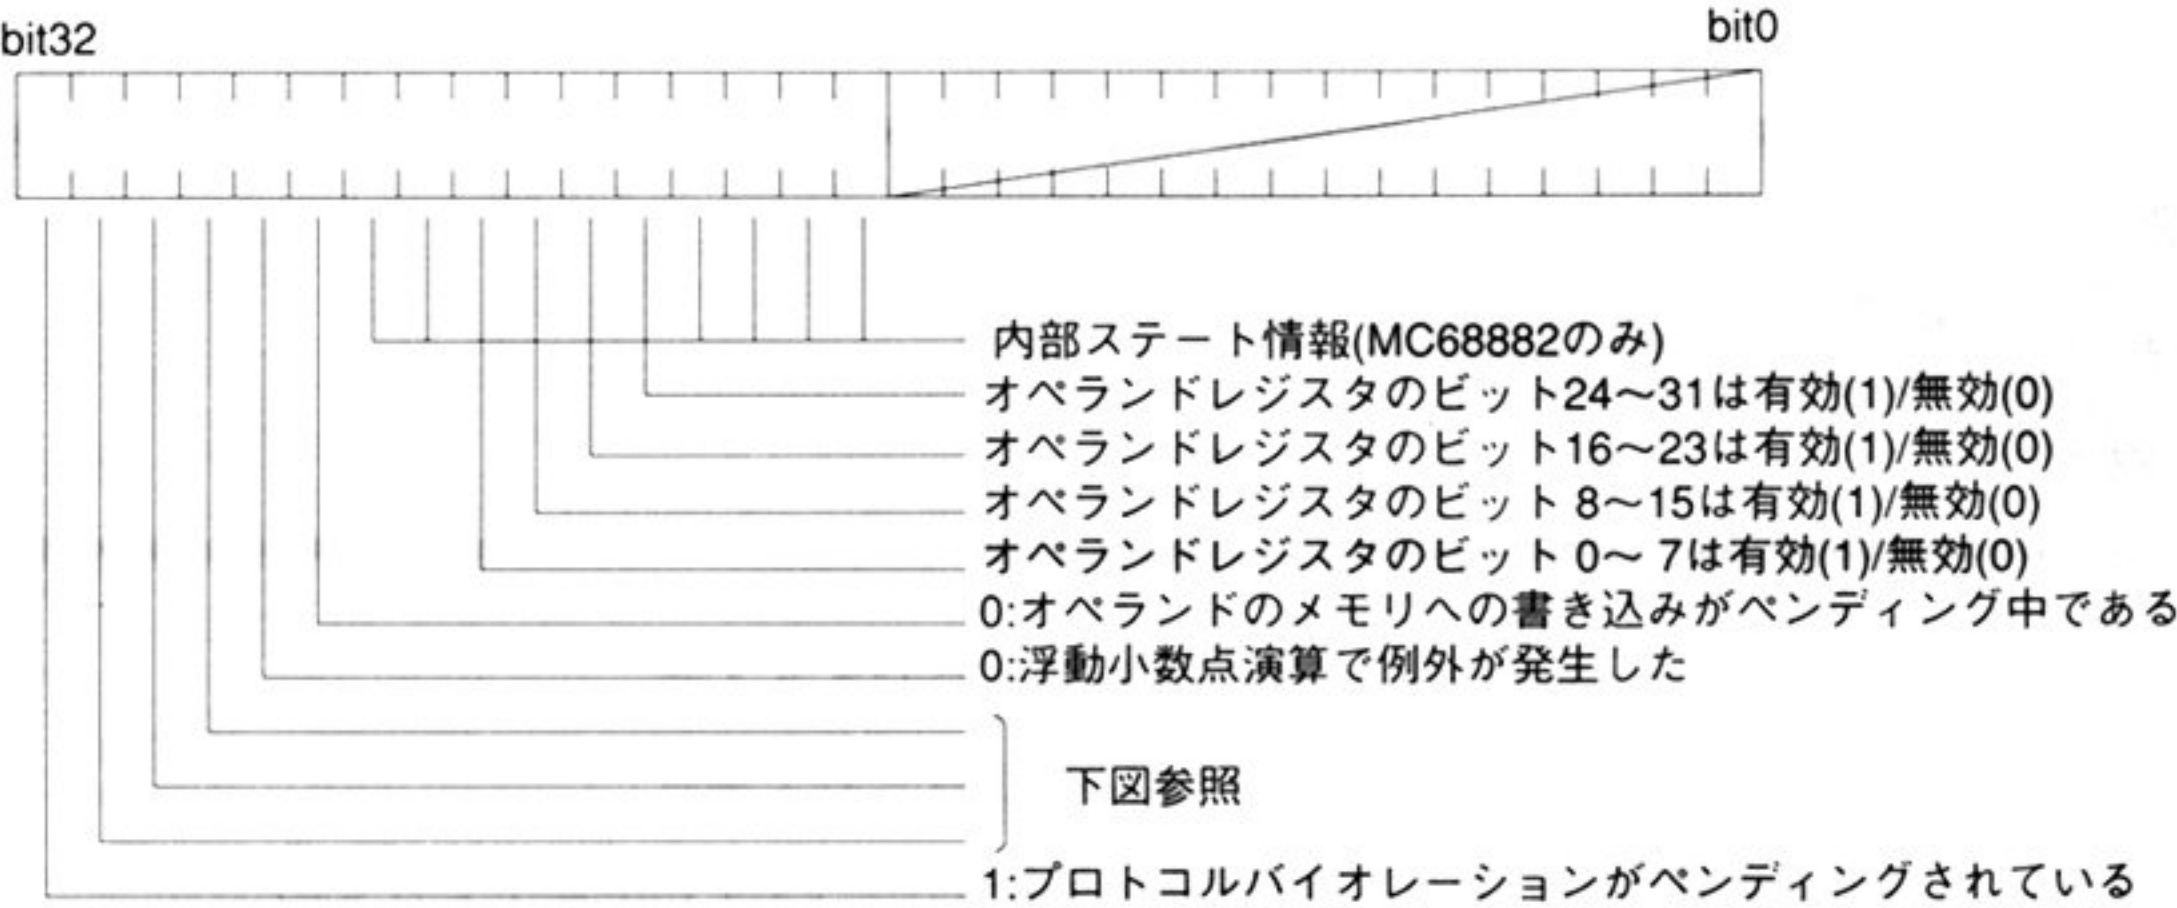 bit32
bit0
内部ステート情報(MC68882のみ)
オペランドレジスタのビット24～31は有効(1)/無効(0)
オペランドレジスタのビット16～23は有効(1)/無効(0)
オペランドレジスタのビット 8～15は有効(1)/無効(0)
オペランドレジスタのビット 0～ 7は有効(1)/無効(0)
0:オペランドのメモリへの書き込みがペンディング中である
0:浮動小数点演算で例外が発生した
下図参照
1:プロトコルバイオレーションがペンディングされている